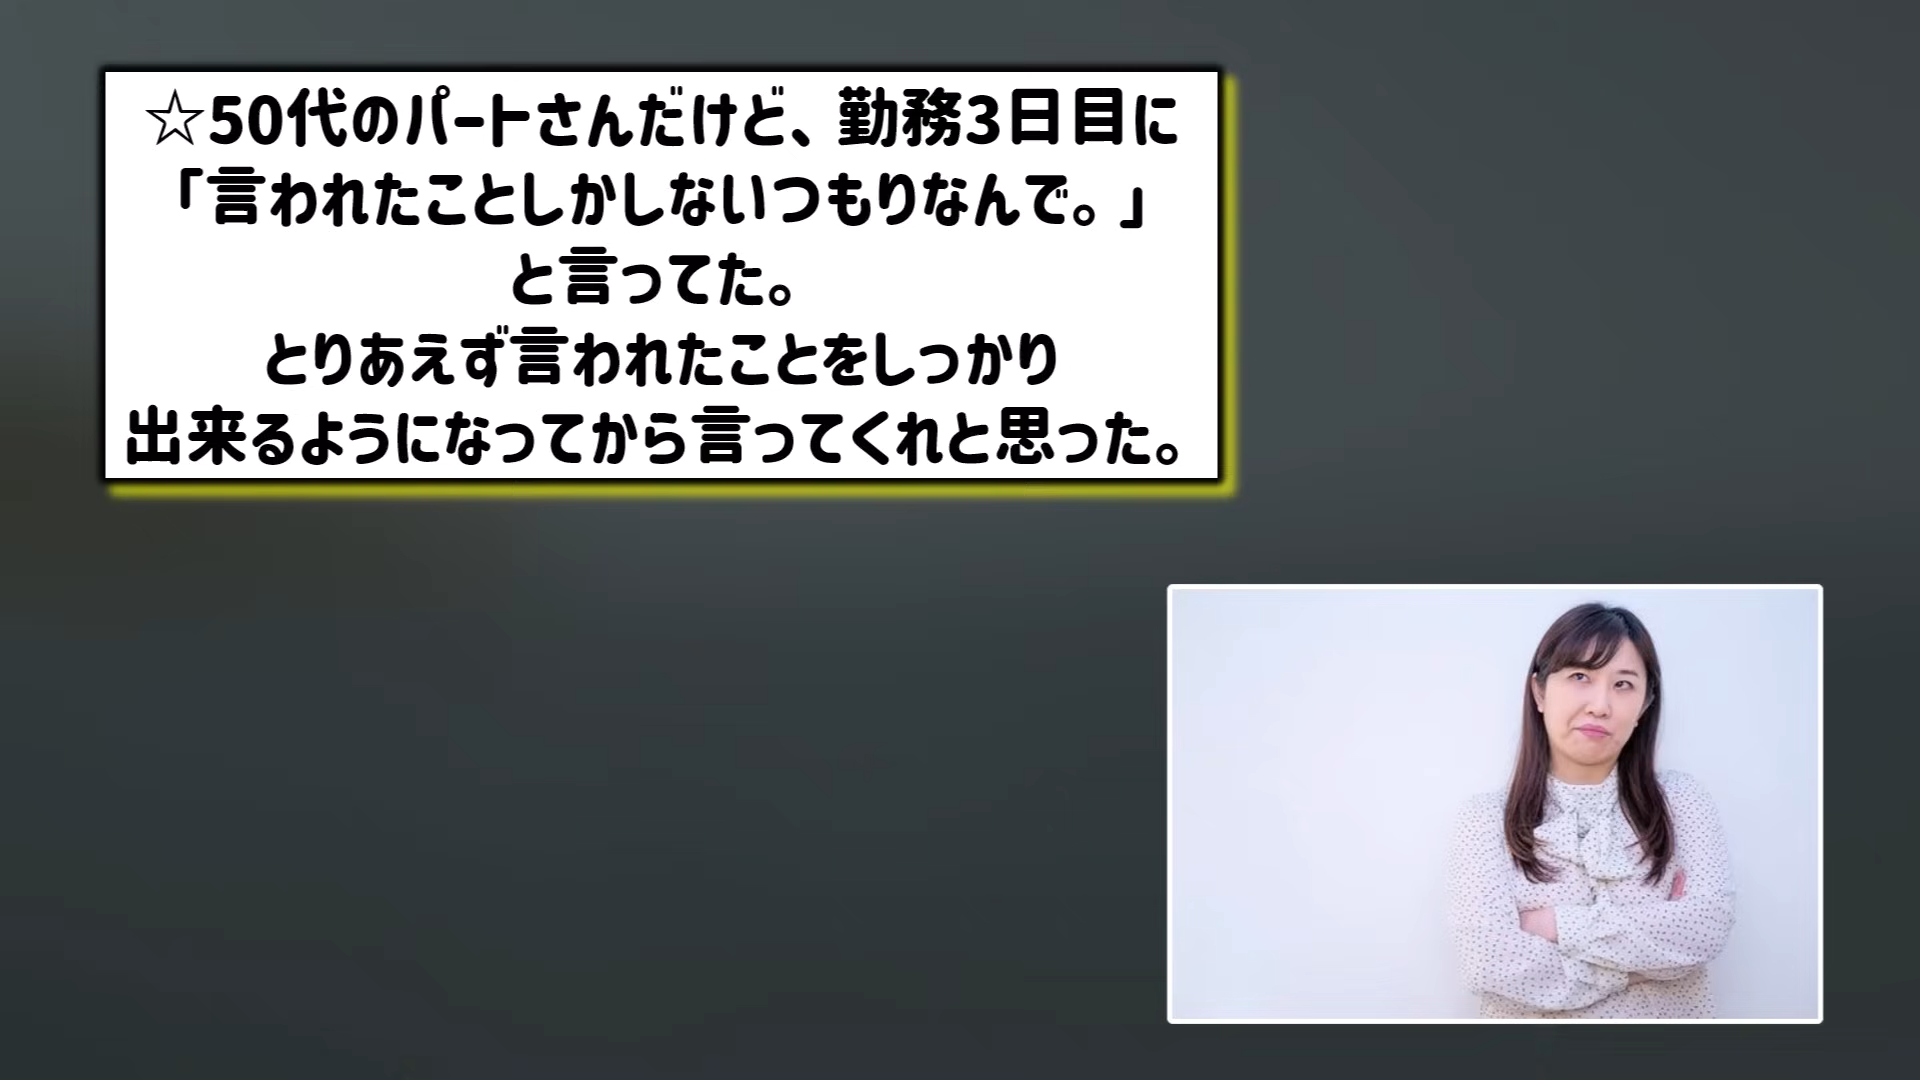 ☆50代のパートさんだけど、勤務3日目に
「言われたことしかしないつもりなんで。」
と言ってた。
とりあえず言われたことをしっかり
出来るようになってから言ってくれと思った。